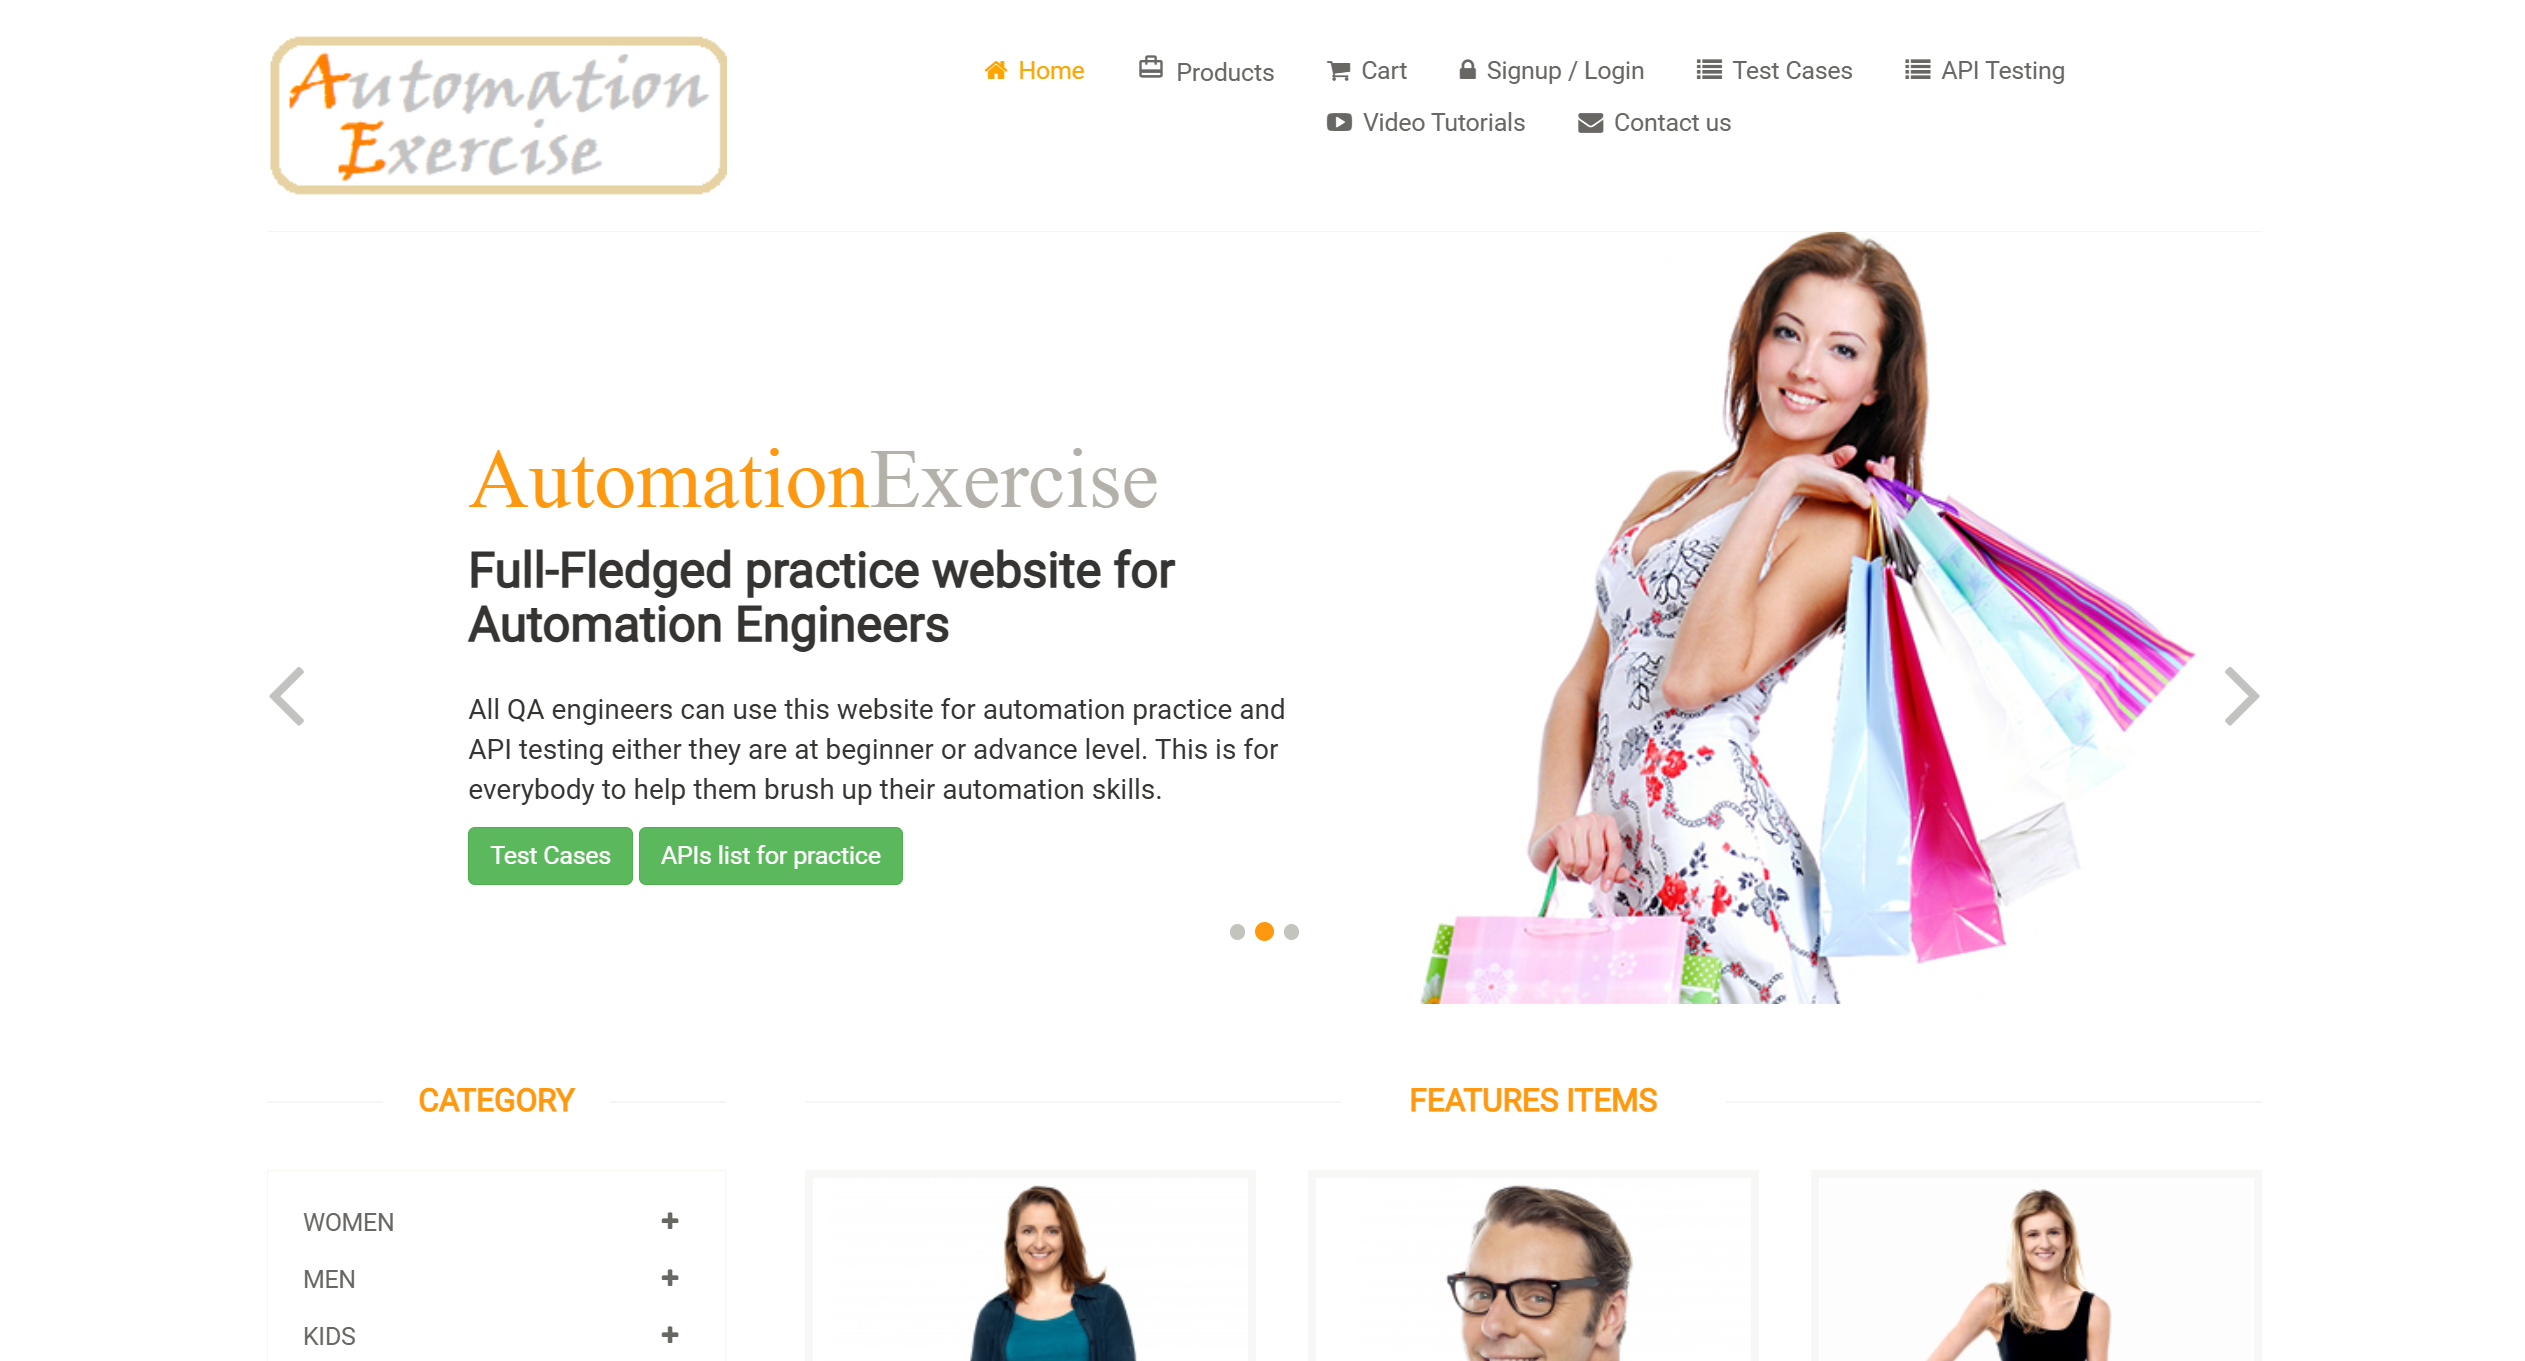 Automation
Exercise
Home Products Cart Signup / Login Test Cases API Testing
Video Tutorials Contact us
AutomationExercise
Full-Fledged practice website for
Automation Engineers
All QA engineers can use this website for automation practice and
API testing either they are at beginner or advance level. This is for
everybody to help them brush up their automation skills.
Test Cases APIs list for practice
CATEGORY
FEATURES ITEMS
WOMEN
MEN
KIDS